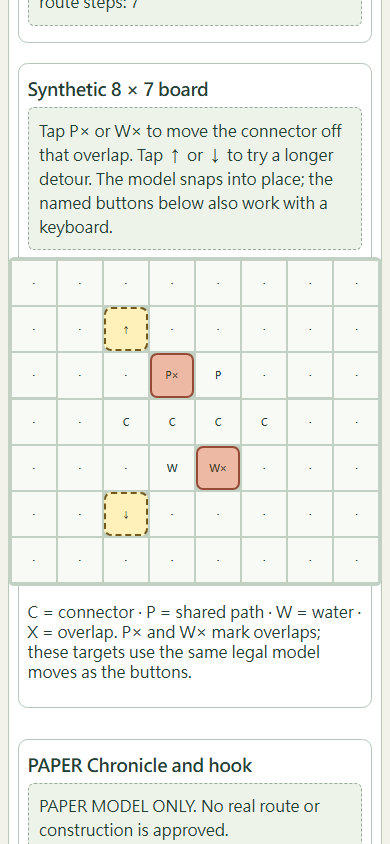 route steps: 7
Synthetic 8 × 7 board
Tap P× or W× to move the connector off
that overlap. Tap ↑ or ↓ to try a longer
detour. The model snaps into place; the
named buttons below also work with a
keyboard.
· · · · · · · ·
· · ↑ · · · · ·
· · · P× P · · ·
· · C C C C · ·
· · · W W× · · ·
· · ↓ · · · · ·
· · · · · · · ·
C = connector · P = shared path · W = water ·
X = overlap. P× and W× mark overlaps;
these targets use the same legal model
moves as the buttons.
PAPER Chronicle and hook
PAPER MODEL ONLY. No real route or
construction is approved.